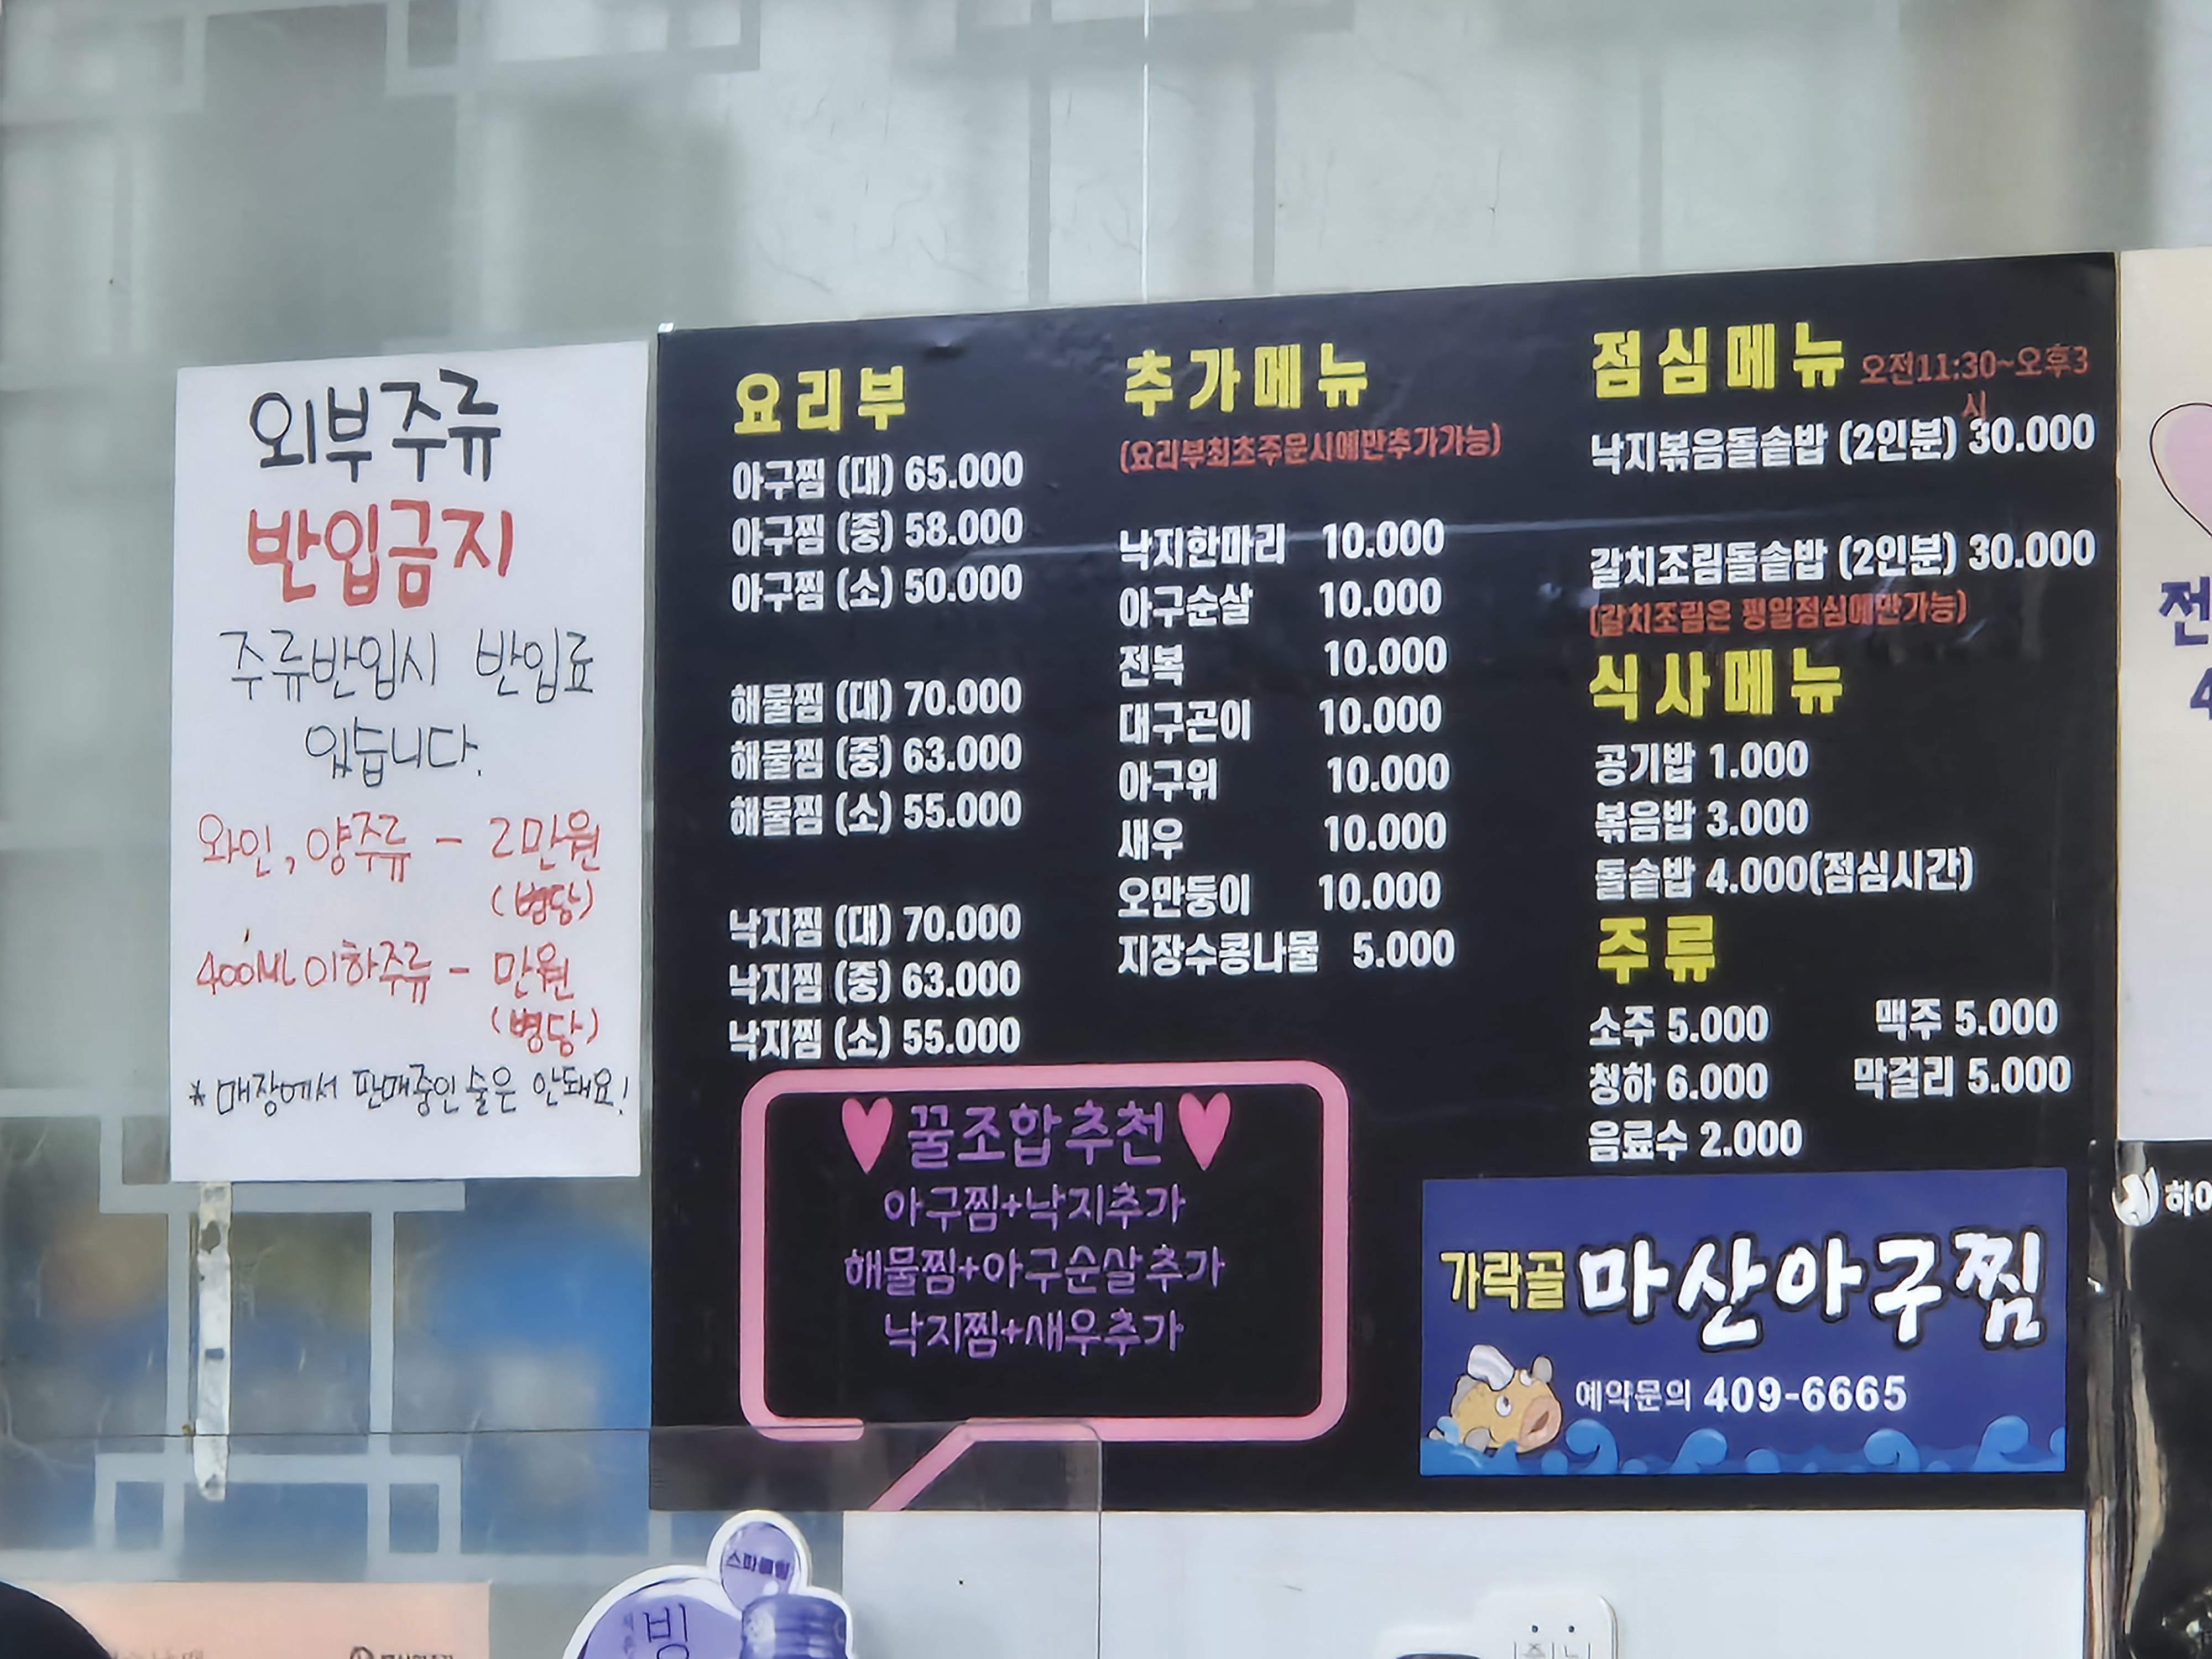 외부주류
반입금지
주류반입시 반입료
있습니다.
와인, 양주류 - 2만원
(병당)
400ML이하주류 - 만원
(병당)
* 매장에서 판매중인 술은 안돼요!
요리부
아구찜 (대) 65.000
아구찜 (중) 58.000
아구찜 (소) 50.000
해물찜 (대) 70.000
해물찜 (중) 63.000
해물찜 (소) 55.000
낙지찜 (대) 70.000
낙지찜 (중) 63.000
낙지찜 (소) 55.000
꿀조합추천
아구찜+낙지추가
해물찜+아구순살추가
낙지찜+새우추가
추가메뉴
(요리부최초주문시에만추가가능)
낙지한마리 10.000
아구순살 10.000
전복 10.000
대구곤이 10.000
아구위 10.000
새우 10.000
오만둥이 10.000
지장수콩나물 5.000
점심메뉴 오전11:30~오후3
시
낙지볶음돌솥밥 (2인분) 30.000
갈치조림돌솥밥 (2인분) 30.000
(갈치조림은 평일점심에만가능)
식사메뉴
공기밥 1.000
볶음밥 3.000
돌솥밥 4.000(점심시간)
주류
소주 5.000 맥주 5.000
청하 6.000 막걸리 5.000
음료수 2.000
가락골 마산아구찜
예약문의 409-6665
전
4
하이
스파클링
빙